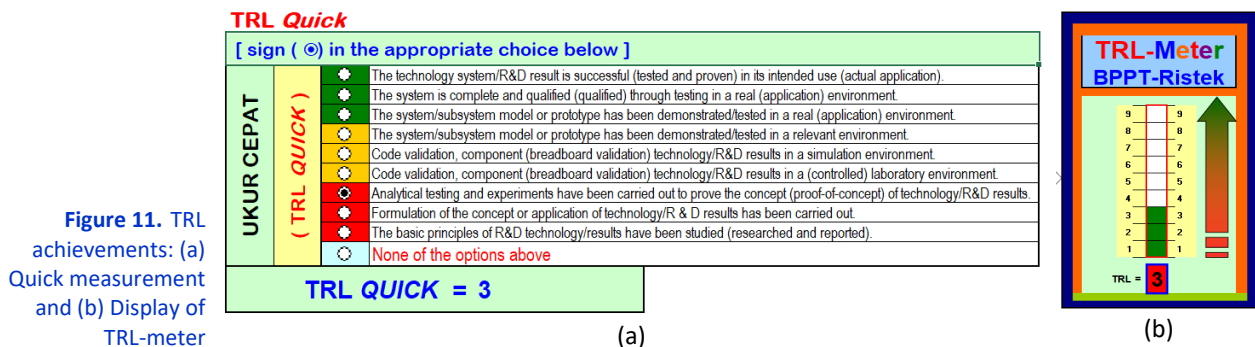 TRL Quick
[ sign ( ) in the appropriate choice below ]
UKUR CEPAT
( TRL QUICK )
The technology system/R&D result is successful (tested and proven) in its intended use (actual application).
The system is complete and qualified (qualified) through testing in a real (application) environment.
The system/subsystem model or prototype has been demonstrated/tested in a real (application) environment.
The system/subsystem model or prototype has been demonstrated/tested in a relevant environment.
Code validation, component (breadboard validation) technology/R&D results in a simulation environment.
Code validation, component (breadboard validation) technology/R&D results in a (controlled) laboratory environment.
Analytical testing and experiments have been carried out to prove the concept (proof-of-concept) of technology/R&D results.
Formulation of the concept or application of technology/R & D results has been carried out.
The basic principles of R&D technology/results have been studied (researched and reported).
None of the options above
TRL QUICK = 3
(a)
TRL-Meter
BPPT-Ristek
9 9
8 8
7 7
6 6
5 5
4 4
3 3
2 2
1 1
TRL = 3
(b)
Figure 11. TRL
achievements: (a)
Quick measurement
and (b) Display of
TRL-meter